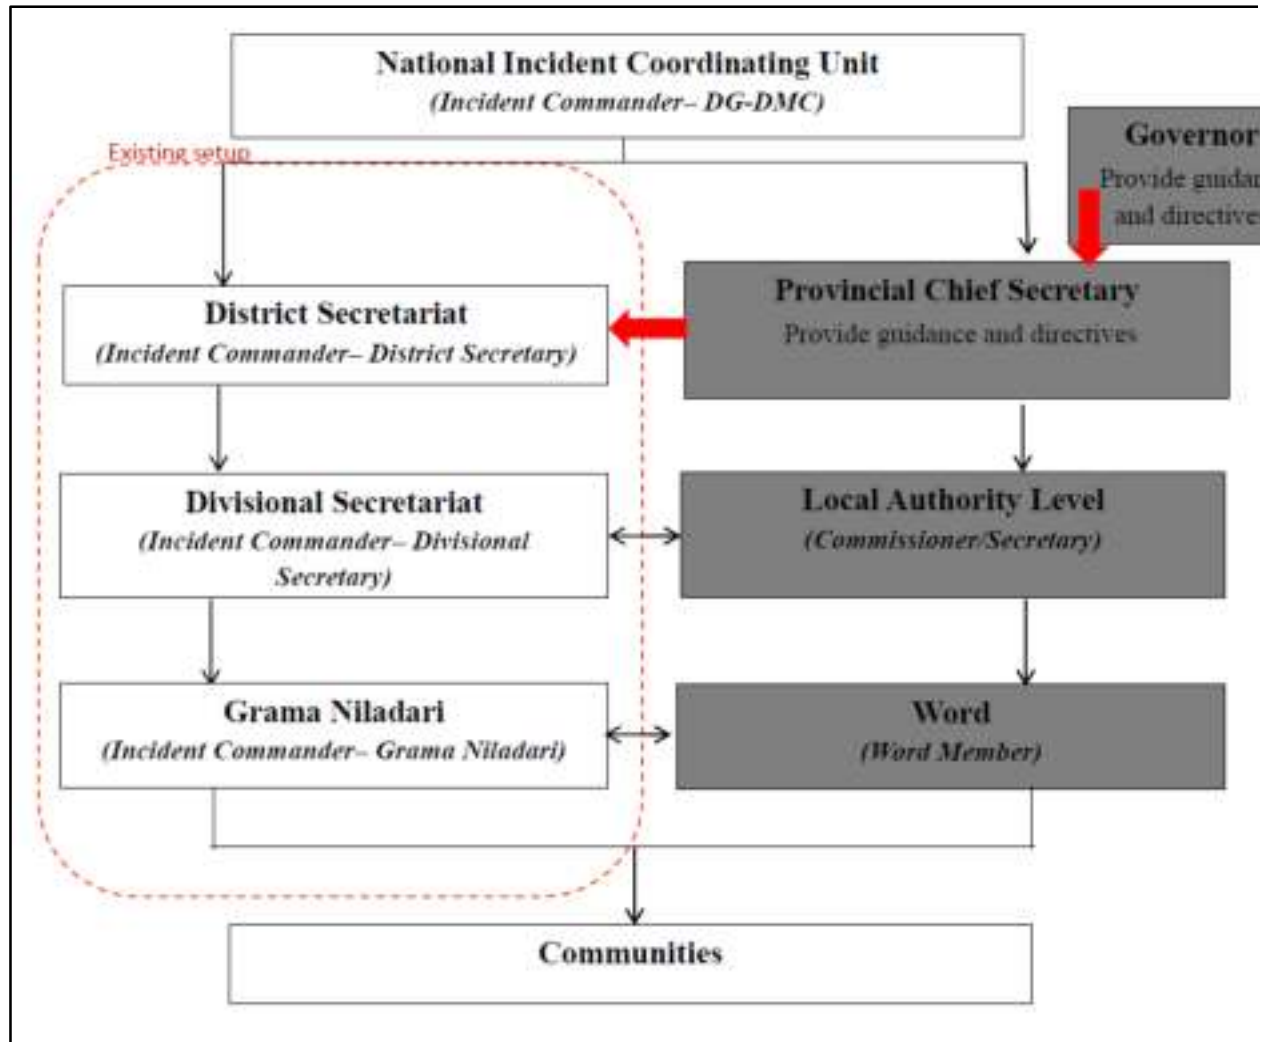 National Incident Coordinating Unit
(Incident Commander– DG-DMC)
Existing setup
Governor
Provide guidan
and directive
District Secretariat
(Incident Commander– District Secretary)
Provincial Chief Secretary
Provide guidance and directives
Divisional Secretariat
(Incident Commander– Divisional
Secretary)
Local Authority Level
(Commissioner/Secretary)
Grama Niladari
(Incident Commander– Grama Niladari)
Word
(Word Member)
Communities